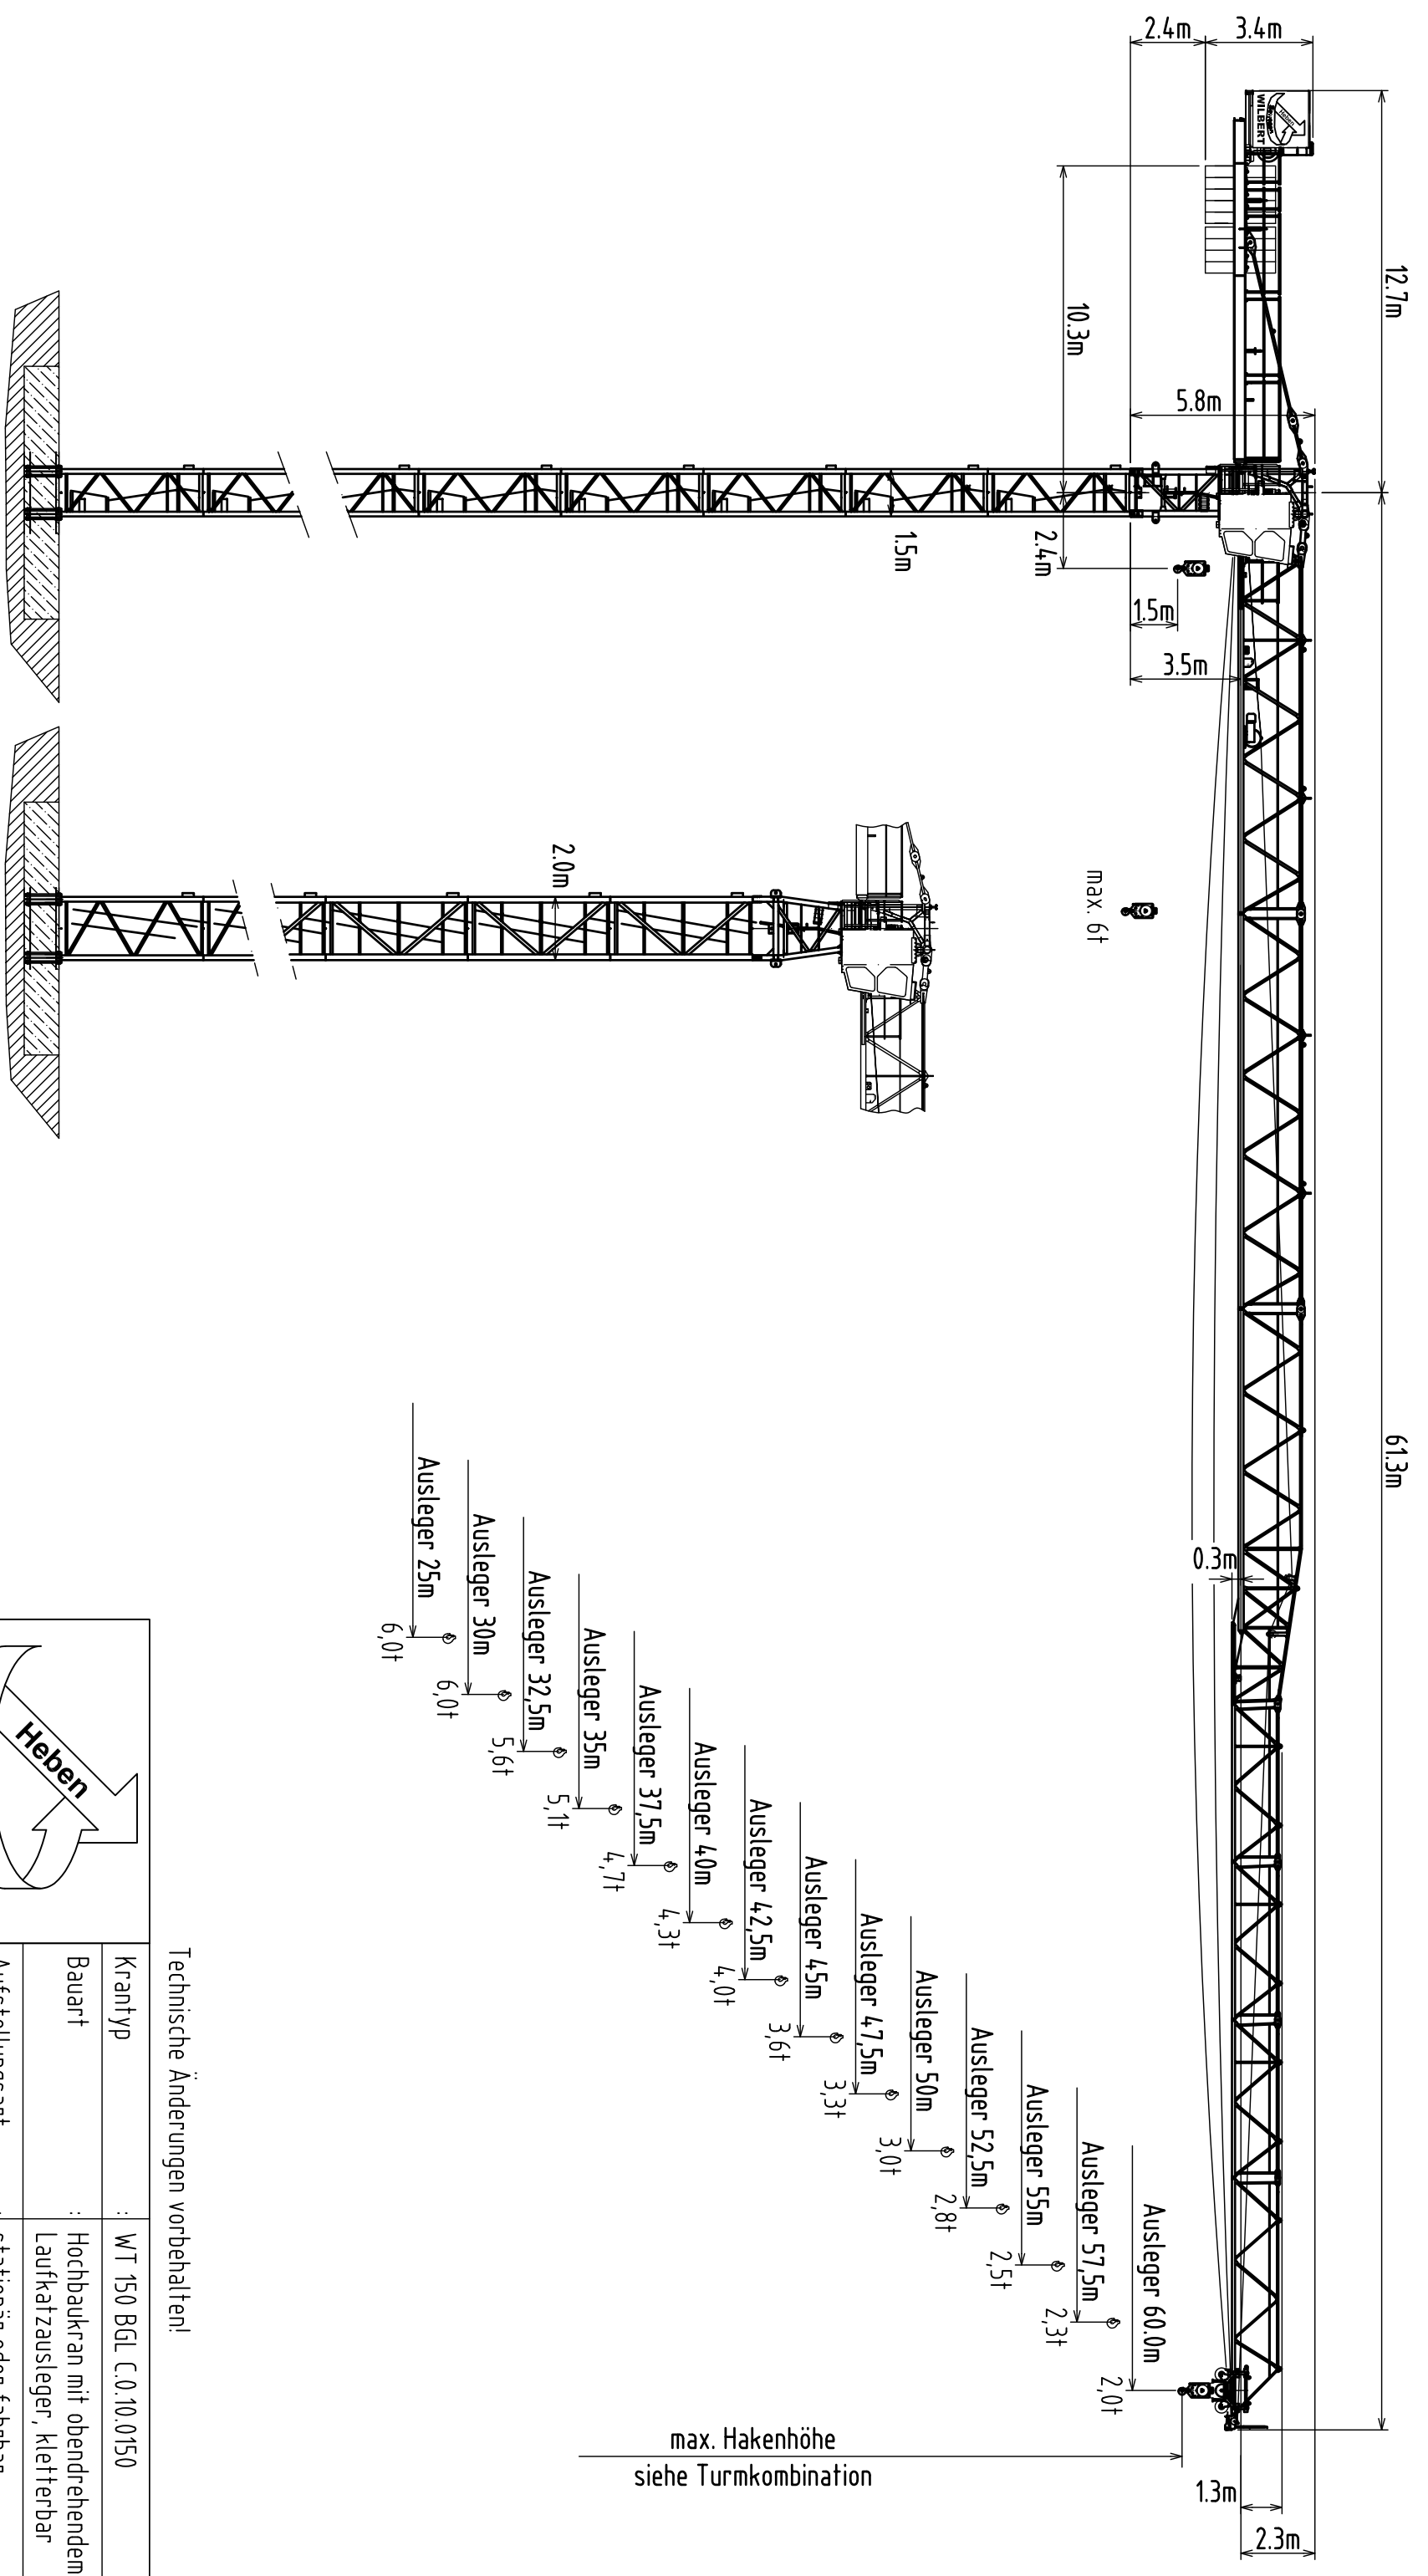 12.7m
61.3m
3.4m
2.4m
Heben
WILBERT
10.3m
5.8m
2.4m
1.5m
1.5m
3.5m
max. 6t
2.0m
0.3m
1.3m
2.3m
Ausleger 60.0m
2,0t
Ausleger 57,5m
2,3t
Ausleger 55m
2,5t
Ausleger 52,5m
2,8t
Ausleger 50m
3,0t
Ausleger 47,5m
3,3t
Ausleger 45m
3,6t
Ausleger 42,5m
4,0t
Ausleger 40m
4,3t
Ausleger 37,5m
4,7t
Ausleger 35m
5,1t
Ausleger 32,5m
5,6t
Ausleger 30m
6,0t
Ausleger 25m
6,0t
max. Hakenhöhe
siehe Turmkombination
Technische Änderungen vorbehalten!
Heben
Krantyp : WT 150 BGL C.0.10.0150
Bauart : Hochbaukran mit obendrehendem
Laufkatzausleger, kletterbar
Aufstellungsart : stationär oder fahrbar